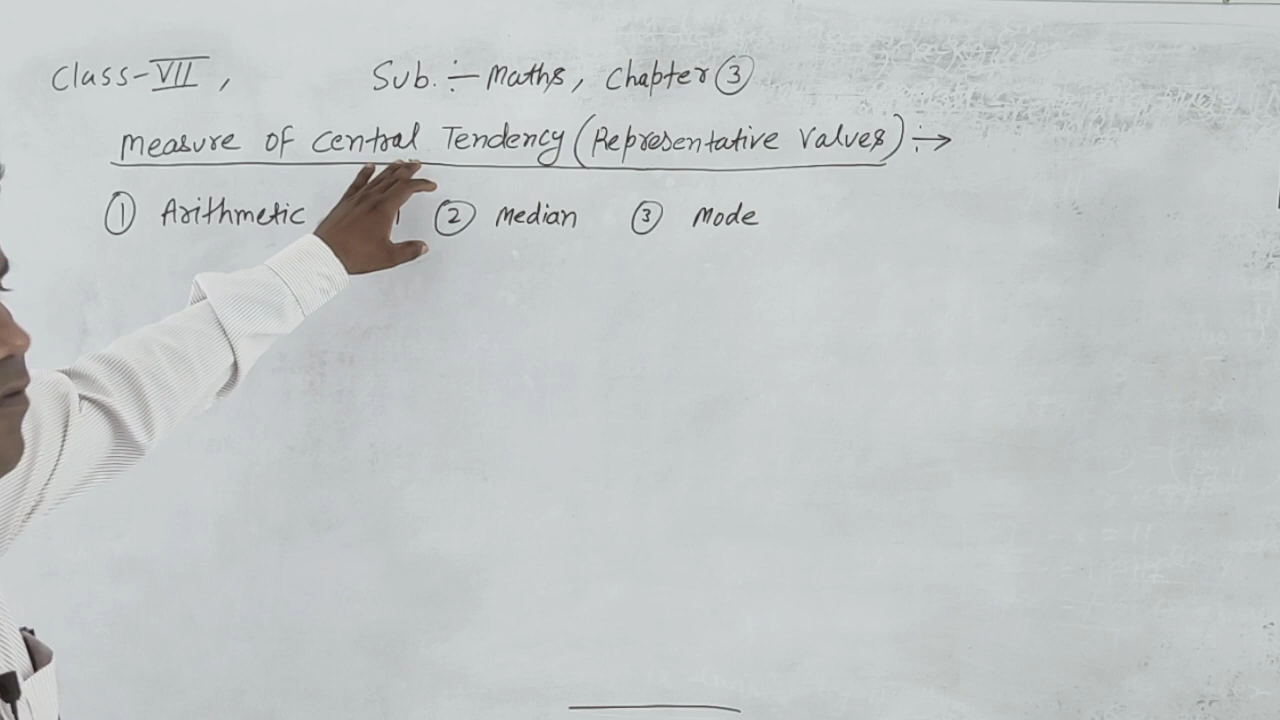 Class-VII, Sub. :- Maths, Chapter ③
Measure of Central Tendency (Representative Values) :→
① Arithmetic ② Median ③ Mode